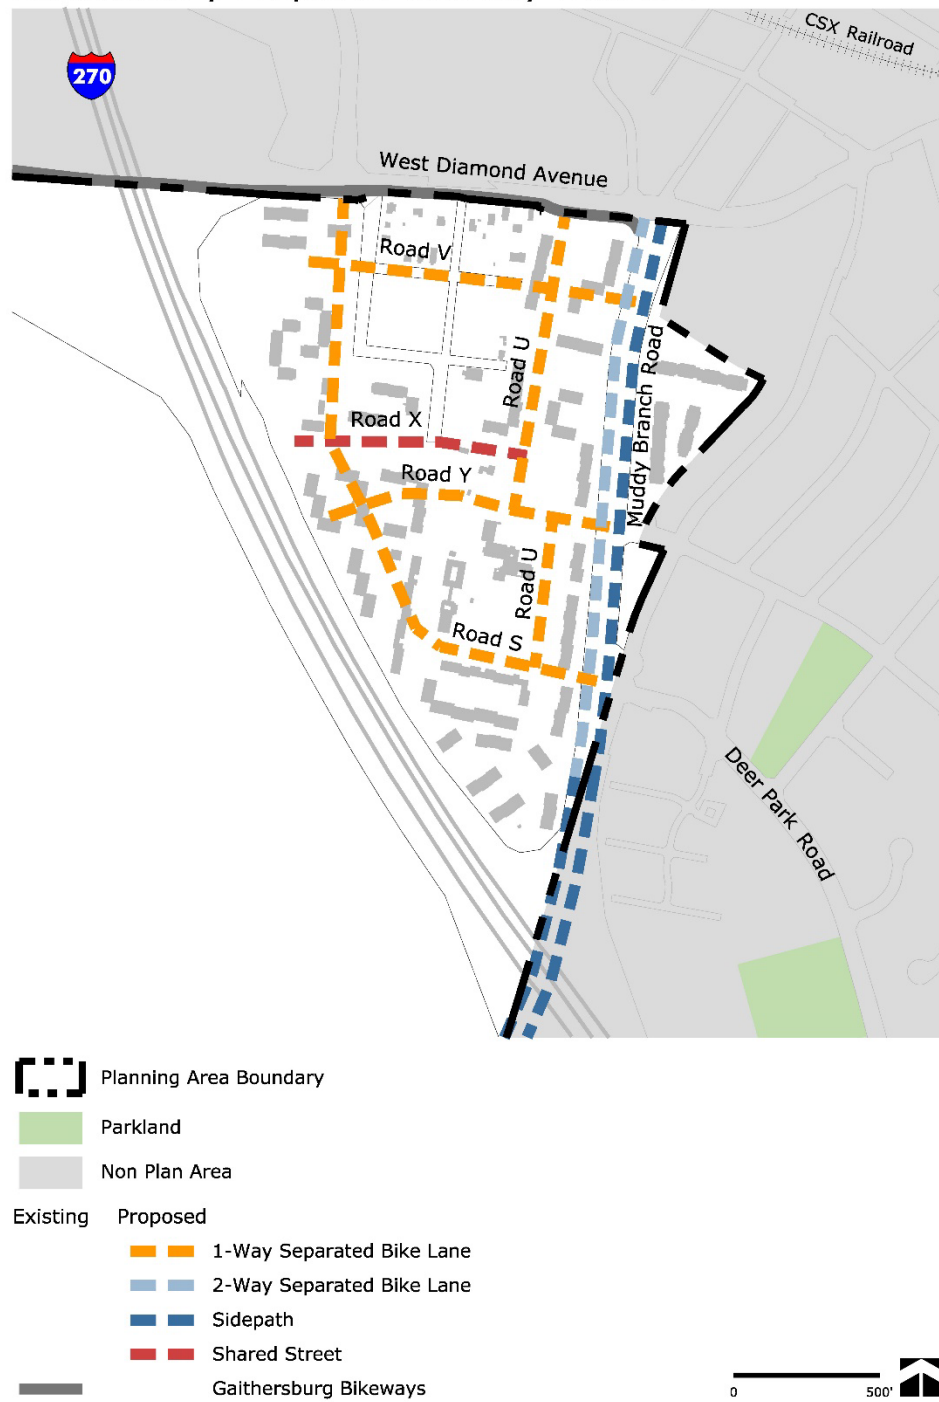 CSX Railroad
270
West Diamond Avenue
Road V
Road U
Muddy Branch Road
Road X
Road Y
Road U
Road S
Deer Park Road
Planning Area Boundary
Parkland
Non Plan Area
Existing Proposed
1-Way Separated Bike Lane
2-Way Separated Bike Lane
Sidepath
Shared Street
Gaithersburg Bikeways
0 500'